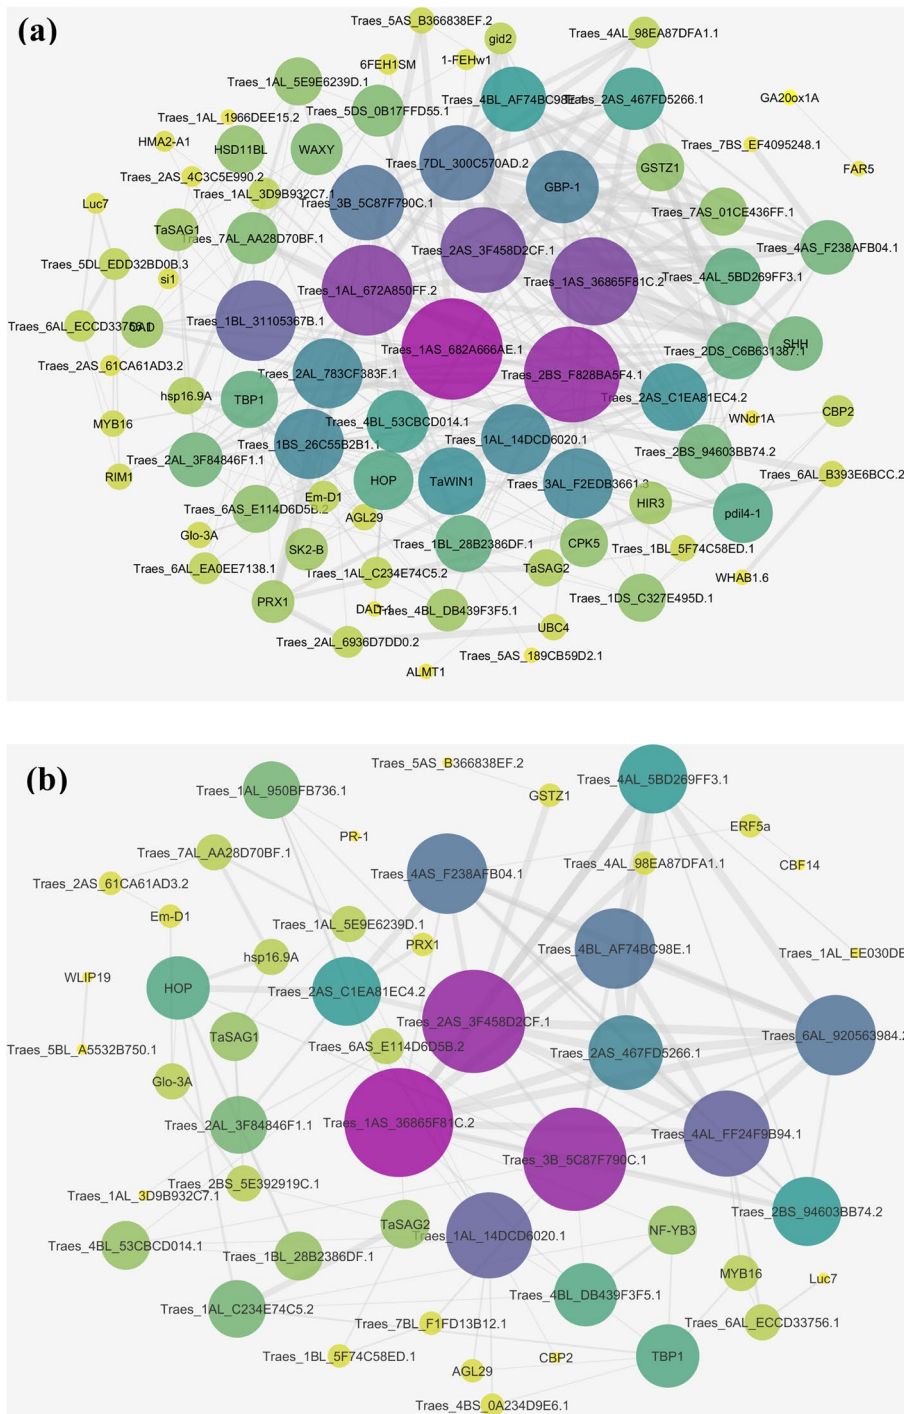 (a)
Traes_5AS_B366838EF.2
gid2
Traes_4AL_98EA87DFA1.1
6FEH1SM
1-FEHw1
Traes_1AL_5E9E6239D.1
Traes_4BL_AF74BC98E.1
Traes_2AS_467FD5266.1
GA20ox1A
Traes_5DS_0B17FFD55.1
Traes_1AL_1966DEE15.2
HMA2-A1
HSD11BL
WAXY
Traes_7BS_EF4095248.1
Traes_7DL_300C570AD.2
GSTZ1
FAR5
Traes_2AS_4C3C5E990.2
GBP-1
Traes_1AL_3D9B932C7.1
Luc7
Traes_3B_5C87F790C.1
Traes_7AS_01CE436FF.1
TaSAG1
Traes_7AL_AA28D70BF.1
Traes_2AS_3F458D2CF.1
Traes_4AS_F238AFB04.1
Traes_5DL_EDD32BD0B.3
si1
Traes_1AS_36865F81C.2
Traes_4AL_5BD269FF3.1
Traes_1AL_672A850FF.2
Traes_6AL_ECCD33756.1
CAD
Traes_1BL_31105367B.1
SHH
Traes_1AS_682A666AE.1
Traes_2DS_C6B631387.1
Traes_2AS_61CA61AD3.2
Traes_2AL_783CF383F.1
Traes_2BS_F828BA5F4.1
hsp16.9A
TBP1
Traes_2AS_C1EA81EC4.2
CBP2
WNdr1A
MYB16
Traes_4BL_53CBCD014.1
Traes_1BS_26C55B2B1.1
Traes_1AL_14DCD6020.1
Traes_2BS_94603BB74.2
Traes_2AL_3F84846F1.1
RIM1
HOP
TaWIN1
Traes_3AL_F2EDB3661.3
Traes_6AL_B393E6BCC.2
Em-D1
Traes_6AS_E114D6D5B.2
HIR3
AGL29
pdil4-1
Glo-3A
SK2-B
Traes_1BL_28B2386DF.1
CPK5
Traes_1BL_5F74C58ED.1
Traes_6AL_EA0EE7138.1
Traes_1AL_C234E74C5.2
TaSAG2
WHAB1.6
PRX1
DAD-1
Traes_4BL_DB439F3F5.1
Traes_1DS_C327E495D.1
UBC4
Traes_2AL_6936D7DD0.2
Traes_5AS_189CB59D2.1
ALMT1
(b)
Traes_5AS_B366838EF.2
Traes_4AL_5BD269FF3.1
Traes_1AL_950BFB736.1
GSTZ1
ERF5a
PR-1
Traes_7AL_AA28D70BF.1
Traes_4AL_98EA87DFA1.1
CBF14
Traes_4AS_F238AFB04.1
Traes_2AS_61CA61AD3.2
Em-D1
Traes_1AL_5E9E6239D.1
PRX1
Traes_4BL_AF74BC98E.1
Traes_1AL_EE030DE
hsp16.9A
WLIP19
HOP
Traes_2AS_C1EA81EC4.2
Traes_2AS_3F458D2CF.1
Traes_6AL_920563984.2
TaSAG1
Traes_6AS_E114D6D5B.2
Traes_5BL_A5532B750.1
Traes_2AS_467FD5266.1
Glo-3A
Traes_1AS_36865F81C.2
Traes_2AL_3F84846F1.1
Traes_4AL_FF24F9B94.1
Traes_3B_5C87F790C.1
Traes_2BS_5E392919C.1
Traes_1AL_3D9B932C7.1
Traes_2BS_94603BB74.2
TaSAG2
NF-YB3
Traes_1AL_14DCD6020.1
Traes_4BL_53CBCD014.1
Traes_1BL_28B2386DF.1
MYB16
Luc7
Traes_4BL_DB439F3F5.1
Traes_1AL_C234E74C5.2
Traes_7BL_F1FD13B12.1
Traes_6AL_ECCD33756.1
Traes_1BL_5F74C58ED.1
CBP2
TBP1
AGL29
Traes_4BS_0A234D9E6.1